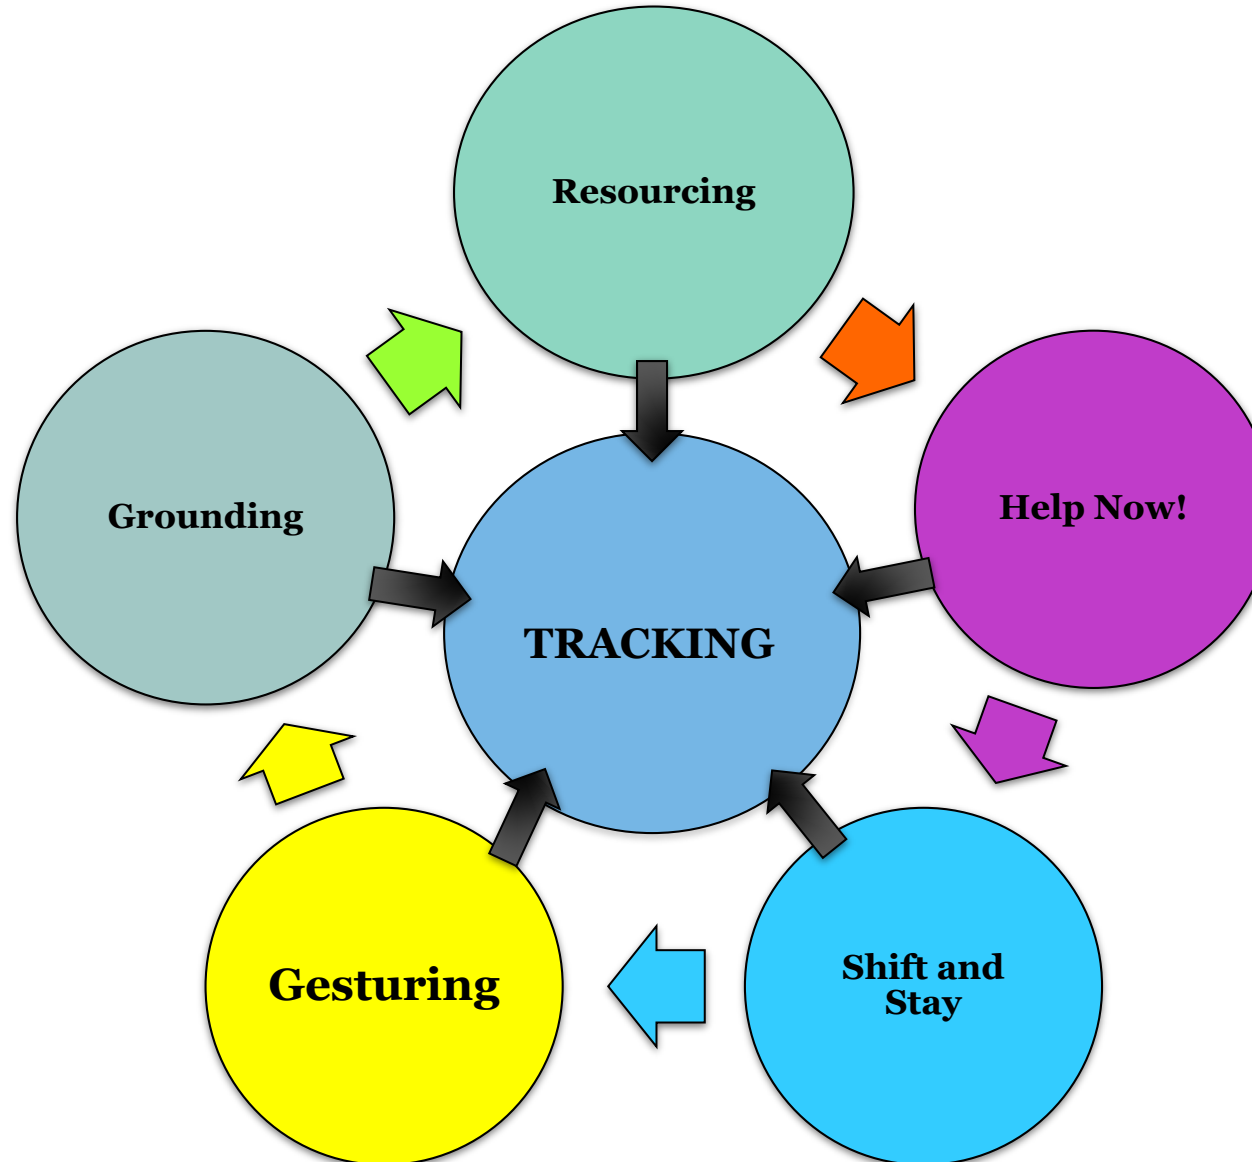 Resourcing
Help Now!
Grounding
TRACKING
Shift and
Stay
Gesturing